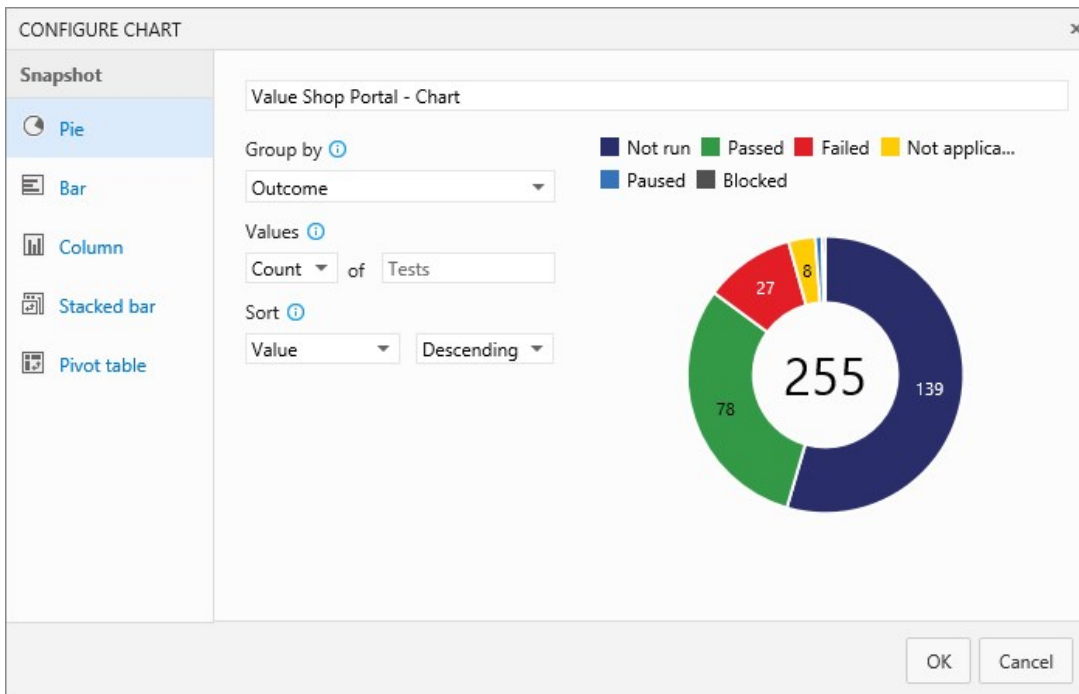 CONFIGURE CHART
Snapshot
Pie
Bar
Column
Stacked bar
Pivot table
Value Shop Portal - Chart
Group by
Outcome
Values
Count of Tests
Sort
Value Descending
Not run Passed Failed Not applica...
Paused Blocked
8
27
255
139
78
OK Cancel